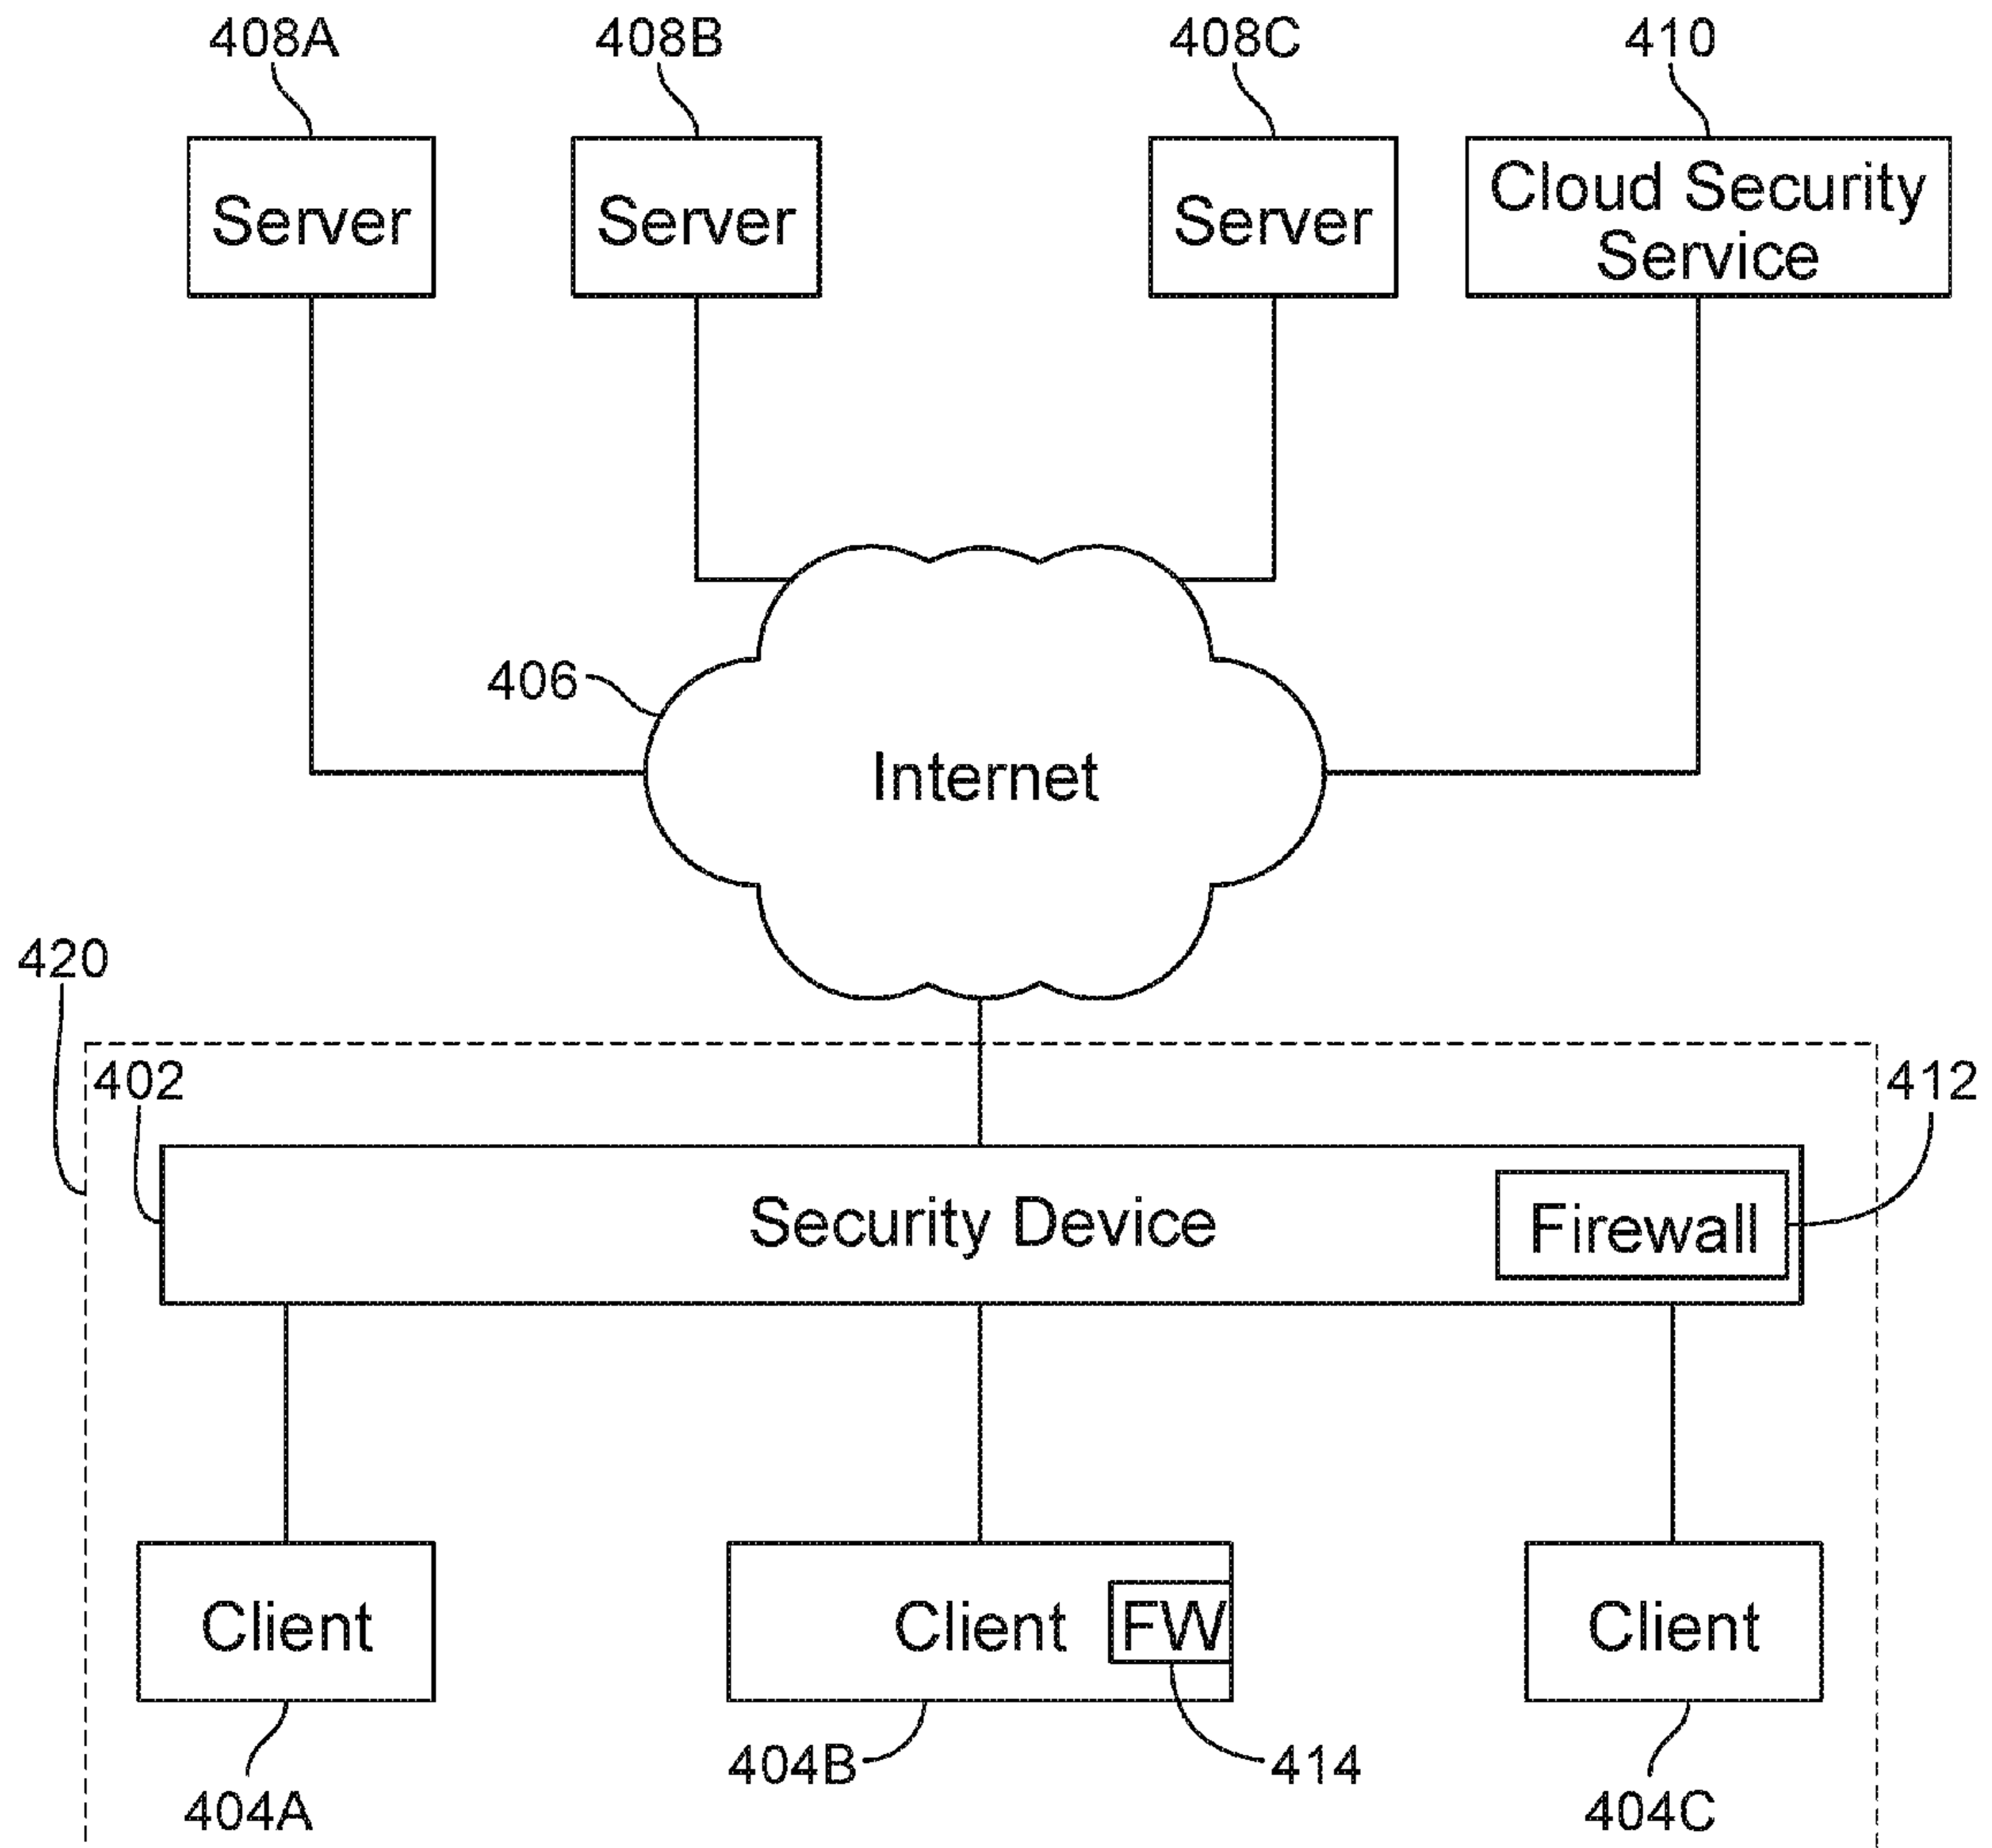 408A
408B
408C
410
Server
Server
Server
Cloud Security
Service
406
Internet
420
402
412
Security Device
Firewall
Client
Client
FW
Client
404B
414
404A
404C